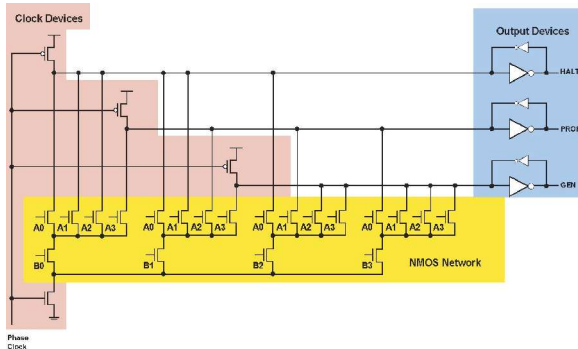 Clock Devices
Output Devices
HALT
PROP
GEN
A0 A1 A2 A3 A0 A1 A2 A3 A0 A1 A2 A3 A0 A1 A2 A3
B0 B1 B2 B3
NMOS Network
Phase
Clock